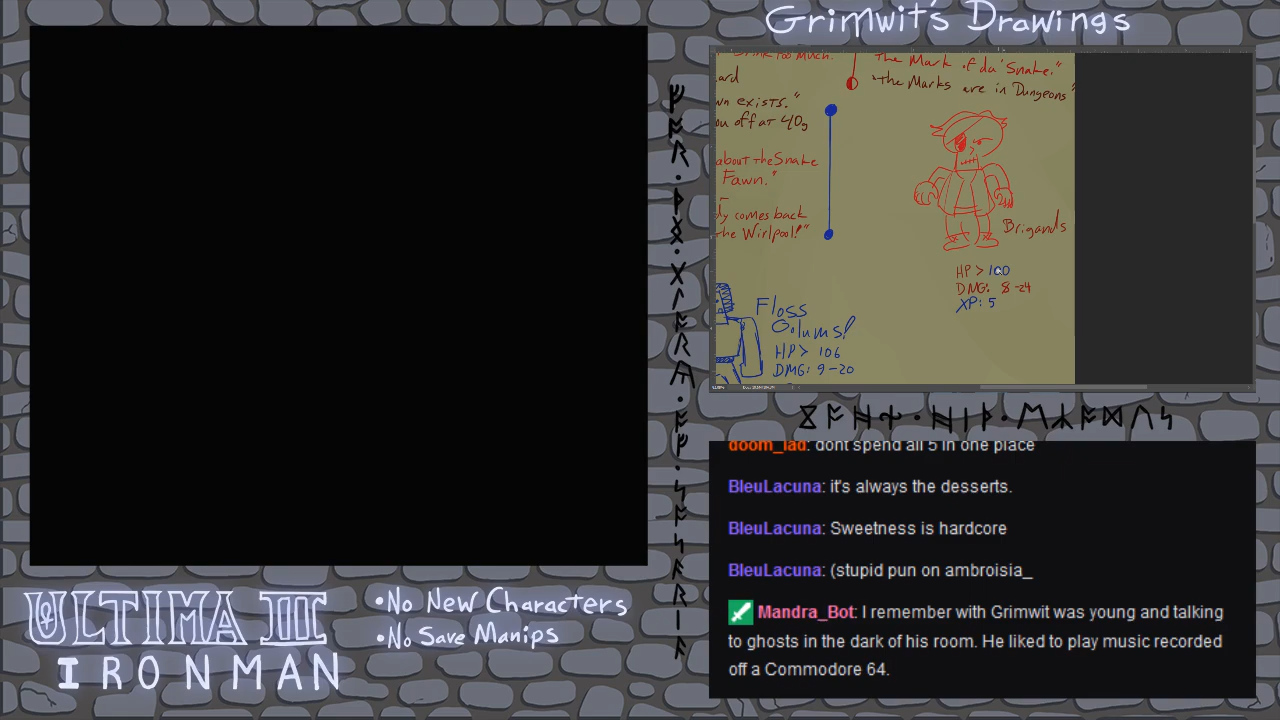 Grimwit's Drawings
the Mark of da' Snake."
"the Marks are in Dungeons"
ard
wn exists."
ou off at 40g
about the Snake
Fawn."
dy comes back
the Wirlpool!"
Brigands
HP > 100
DMG: 8-24
XP: 5
Floss
Golums!
HP > 106
DMG: 9-20
doom_lad: dont spend all 5 in one place
BleuLacuna: it's always the desserts.
BleuLacuna: Sweetness is hardcore
BleuLacuna: (stupid pun on ambroisia_
Mandra_Bot: I remember with Grimwit was young and talking
to ghosts in the dark of his room. He liked to play music recorded
off a Commodore 64.
ULTIMA III
IRONMAN
•No New Characters
•No Save Manips